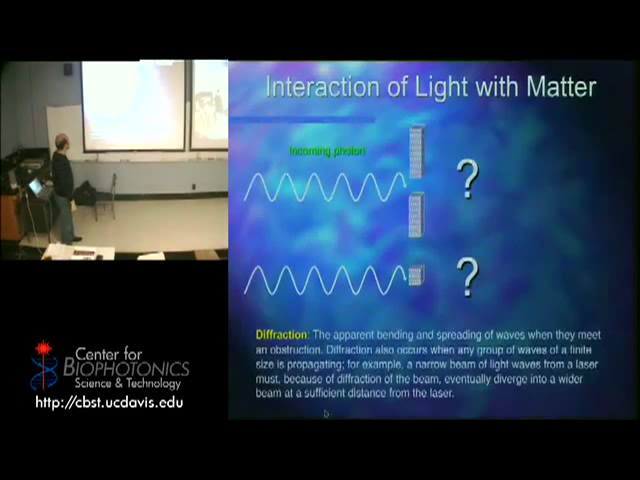 Interaction of Light with Matter
Incoming photon
?
?
Diffraction: The apparent bending and spreading of waves when they meet
an obstruction. Diffraction also occurs when any group of waves of a finite
size is propagating; for example, a narrow beam of light waves from a laser
must, because of diffraction of the beam, eventually diverge into a wider
beam at a sufficient distance from the laser.
Center for
BIOPHOTONICS
Science & Technology
http://cbst.ucdavis.edu